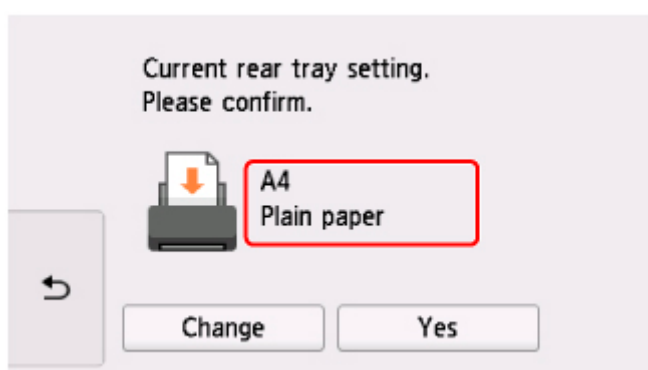 Current rear tray setting.
Please confirm.
A4
Plain paper
Change
Yes